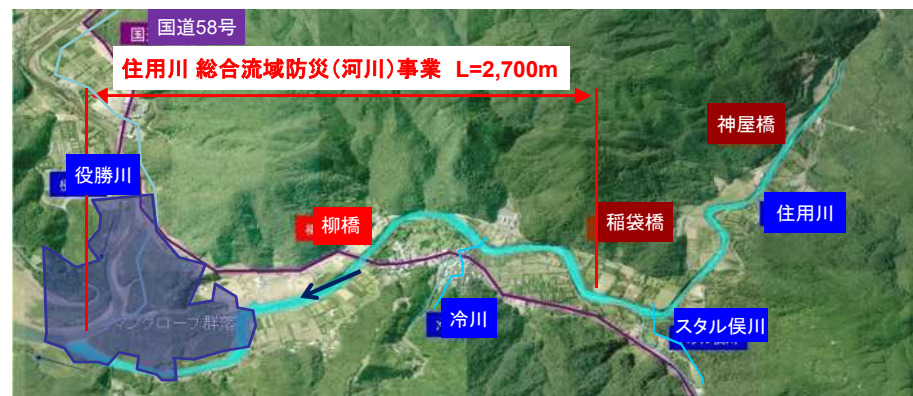 国道58号
住用川 総合流域防災(河川)事業 L=2,700m
神屋橋
役勝川
住用川
稲袋橋
柳橋
マングローブ群落
冷川
スタル俣川